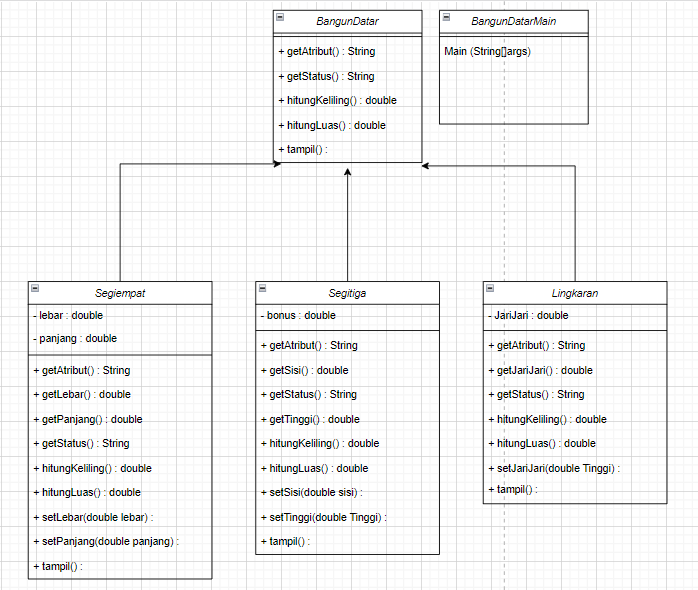 BangunDatar
+ getAtribut() : String
+ getStatus() : String
+ hitungKeliling() : double
+ hitungLuas() : double
+ tampil() :
BangunDatarMain
Main (String[]args)
Segiempat
- lebar : double
- panjang : double
+ getAtribut() : String
+ getLebar() : double
+ getPanjang() : double
+ getStatus() : String
+ hitungKeliling() : double
+ hitungLuas() : double
+ setLebar(double lebar) :
+ setPanjang(double panjang) :
+ tampil() :
Segitiga
- bonus : double
+ getAtribut() : String
+ getSisi() : double
+ getStatus() : String
+ getTinggi() : double
+ hitungKeliling() : double
+ hitungLuas() : double
+ setSisi(double sisi) :
+ setTinggi(double Tinggi) :
+ tampil() :
Lingkaran
- JariJari : double
+ getAtribut() : String
+ getJariJari() : double
+ getStatus() : String
+ hitungKeliling() : double
+ hitungLuas() : double
+ setJariJari(double Tinggi) :
+ tampil() :